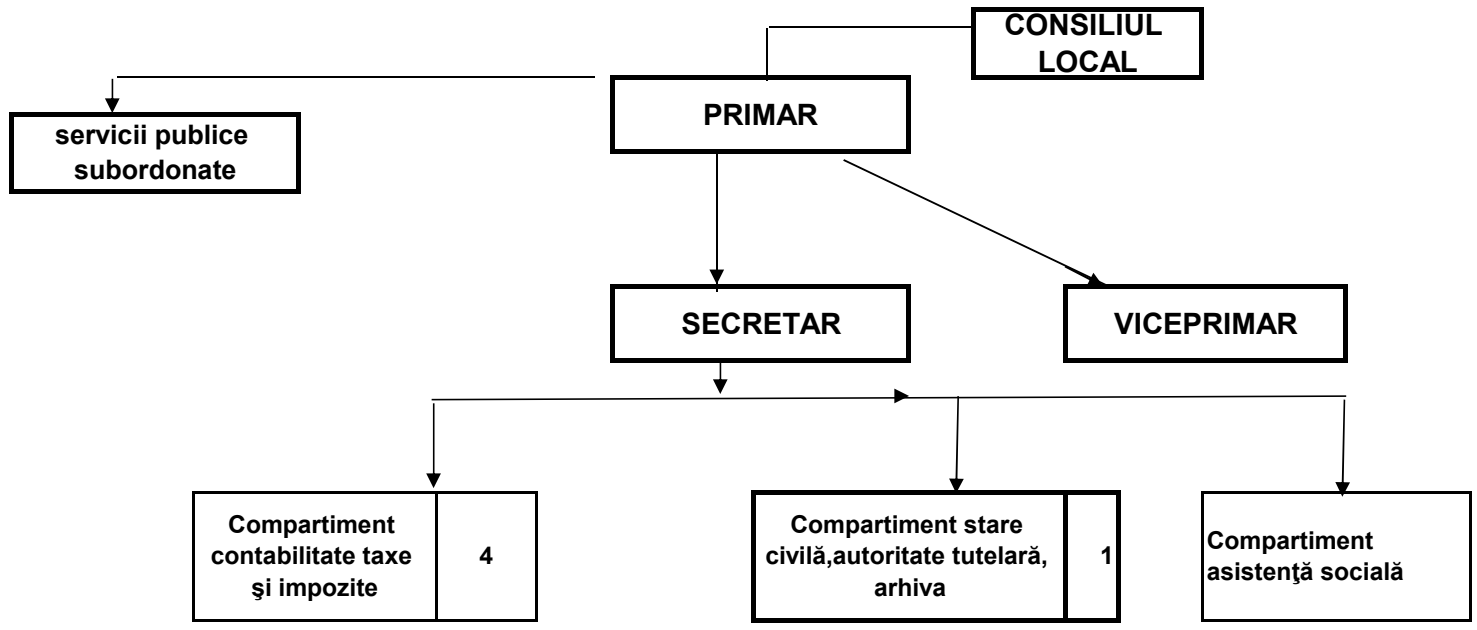 CONSILIUL
LOCAL
PRIMAR
servicii publice
subordonate
SECRETAR
VICEPRIMAR
Compartiment
contabilitate taxe
şi impozite
4
Compartiment stare
civilă,autoritate tutelară,
arhiva
1
Compartiment
asistenţă socială